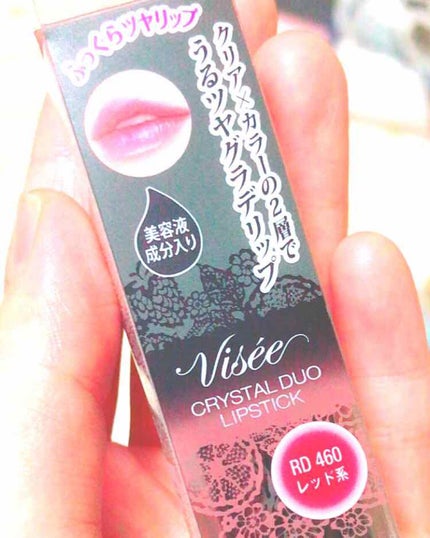 ふっくらツヤリップ
クリア×カラーの2層で
うるツヤグラデリップ
美容液
成分入り
Visée
CRYSTAL DUO
LIPSTICK
RD 460
レッド系